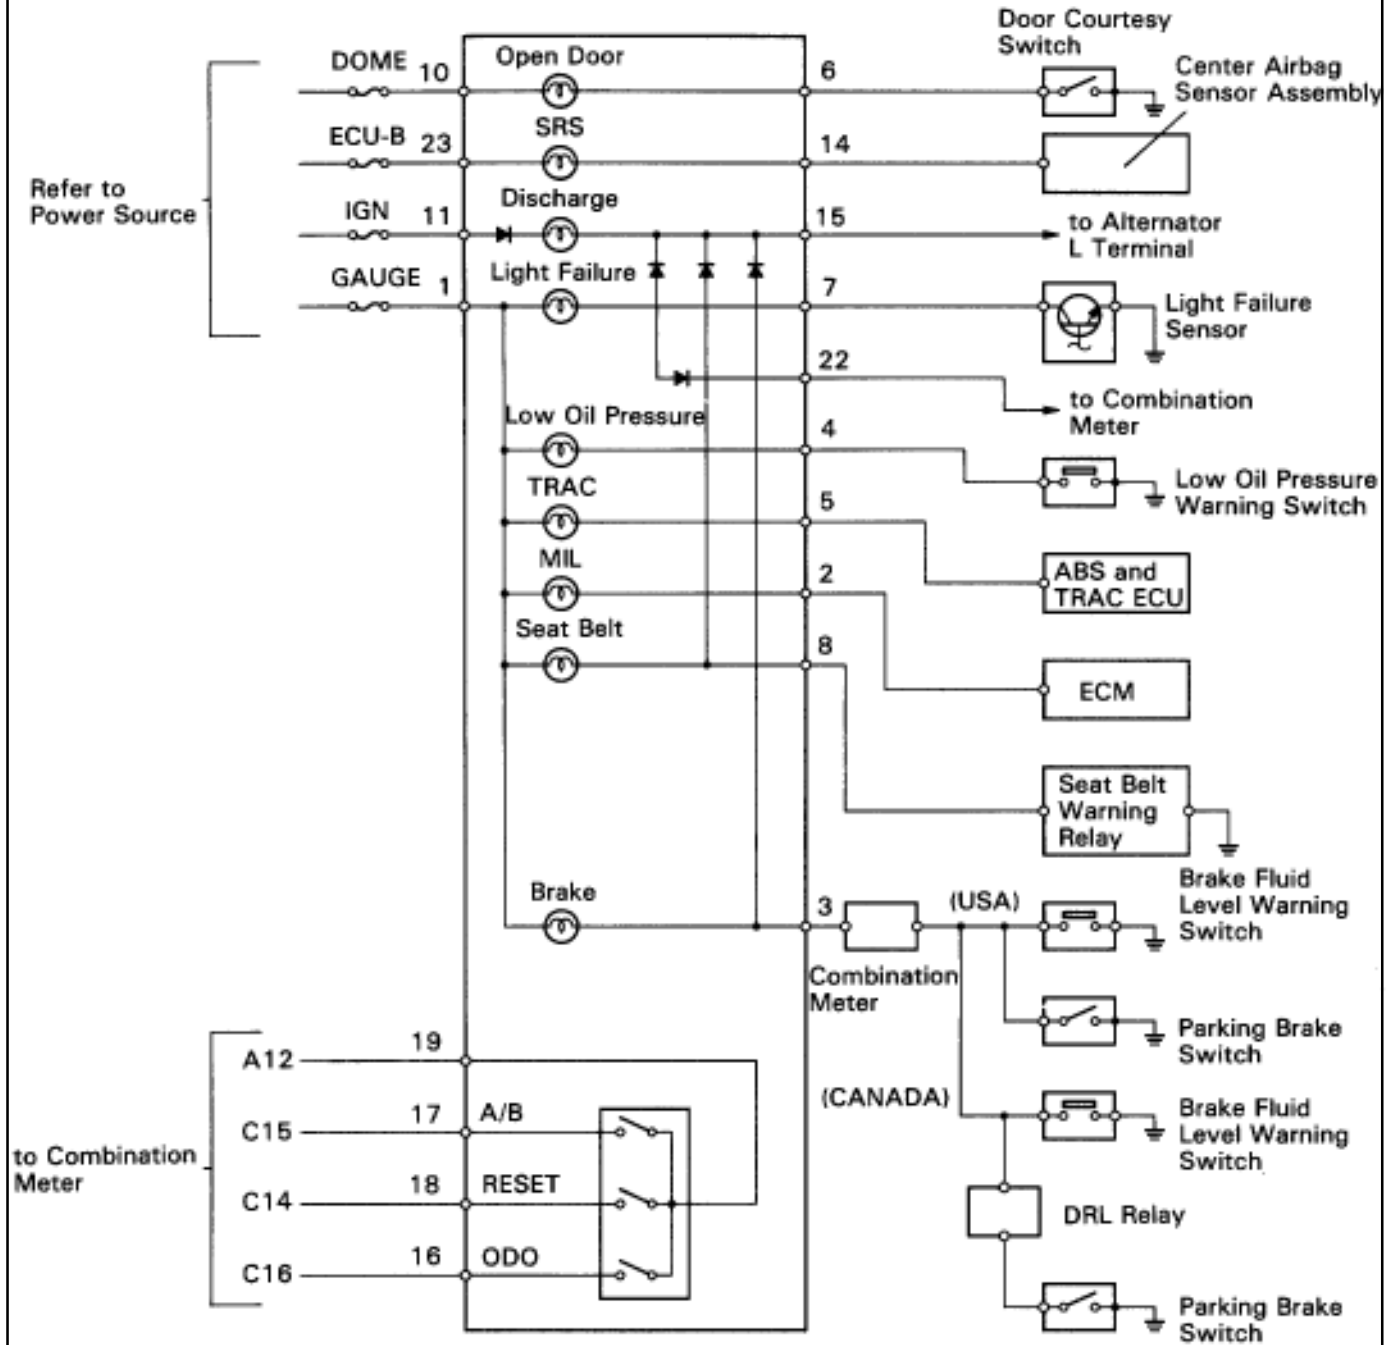 Door Courtesy
Switch
DOME 10
Open Door
6
Center Airbag
Sensor Assembly
ECU-B 23
SRS
14
Refer to
Power Source
IGN 11
Discharge
15
to Alternator
L Terminal
GAUGE 1
Light Failure
7
Light Failure
Sensor
22
to Combination
Meter
Low Oil Pressure
4
Low Oil Pressure
Warning Switch
TRAC
5
ABS and
TRAC ECU
MIL
2
ECM
Seat Belt
8
Seat Belt
Warning
Relay
Brake
3
(USA)
Brake Fluid
Level Warning
Switch
Combination
Meter
Parking Brake
Switch
A12
19
(CANADA)
Brake Fluid
Level Warning
Switch
C15
17
A/B
to Combination
Meter
C14
18
RESET
DRL Relay
C16
16
ODO
Parking Brake
Switch